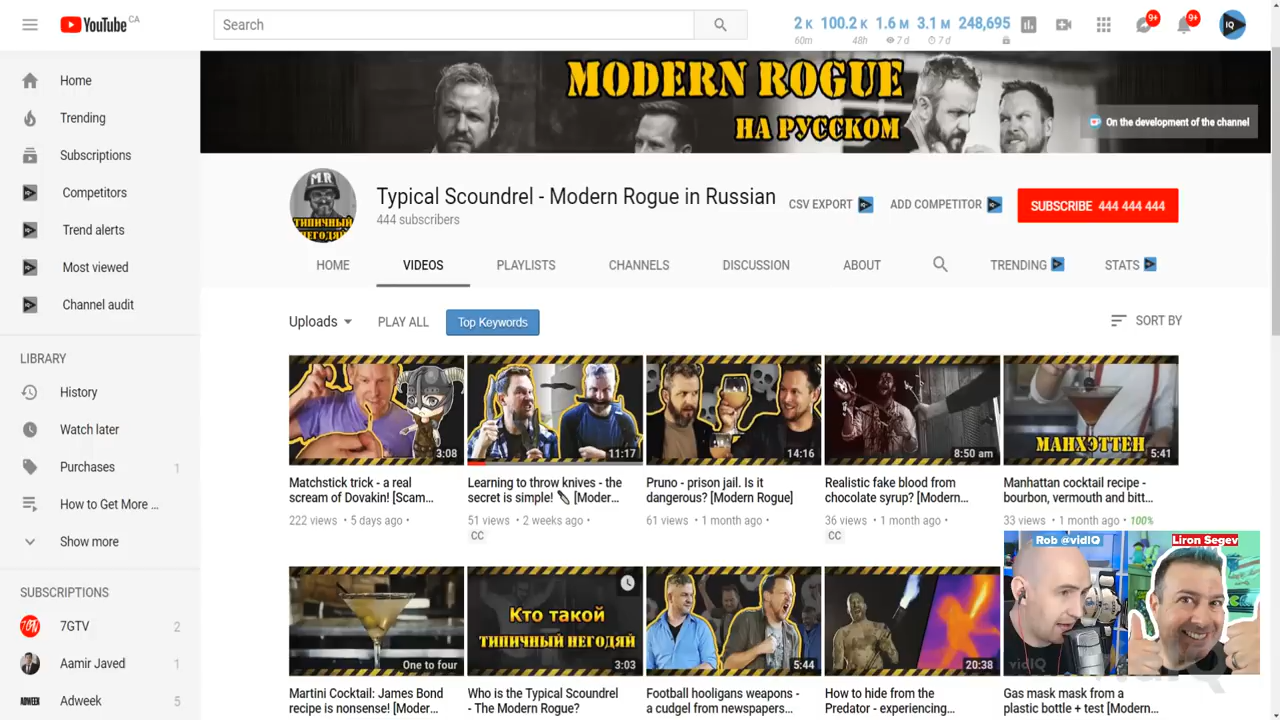 YouTube CA
Search
2 K 100.2 K 1.6 M 3.1 M 248,695
60m 48h 7 d 7 d
9+ 9+
IQ
Home
Trending
Subscriptions
Competitors
Trend alerts
Most viewed
Channel audit
LIBRARY
History
Watch later
Purchases 1
How to Get More ...
Show more
SUBSCRIPTIONS
7GTV 2
Aamir Javed 1
ADWEEK Adweek 5
MODERN ROGUE
НА РУССКОМ
On the development of the channel
M.R
ТИПИЧНЫЙ
НЕГОДЯЙ
Typical Scoundrel - Modern Rogue in Russian
444 subscribers
CSV EXPORT ADD COMPETITOR SUBSCRIBE 444 444 444
HOME VIDEOS PLAYLISTS CHANNELS DISCUSSION ABOUT TRENDING STATS
Uploads PLAY ALL Top Keywords SORT BY
3:08 11:17 14:16 8:50 am МАНХЭТТЕН 5:41
Matchstick trick - a real
scream of Dovakin! [Scam...
222 views • 5 days ago •
Learning to throw knives - the
secret is simple! 🔪 [Moder...
51 views • 2 weeks ago •
CC
Pruno - prison jail. Is it
dangerous? [Modern Rogue]
61 views • 1 month ago •
Realistic fake blood from
chocolate syrup? [Modern...
36 views • 1 month ago •
CC
Manhattan cocktail recipe -
bourbon, vermouth and bitt...
33 views • 1 month ago • 100%
One to four
Кто такой
ТИПИЧНЫЙ НЕГОДЯЙ
3:03
5:44
20:38
Rob @vidIQ Liron Segev
vidIQ
Martini Cocktail: James Bond
recipe is nonsense! [Moder...
Who is the Typical Scoundrel
- The Modern Rogue?
Football hooligans weapons -
a cudgel from newspapers...
How to hide from the
Predator - experiencing...
Gas mask mask from a
plastic bottle + test [Modern...